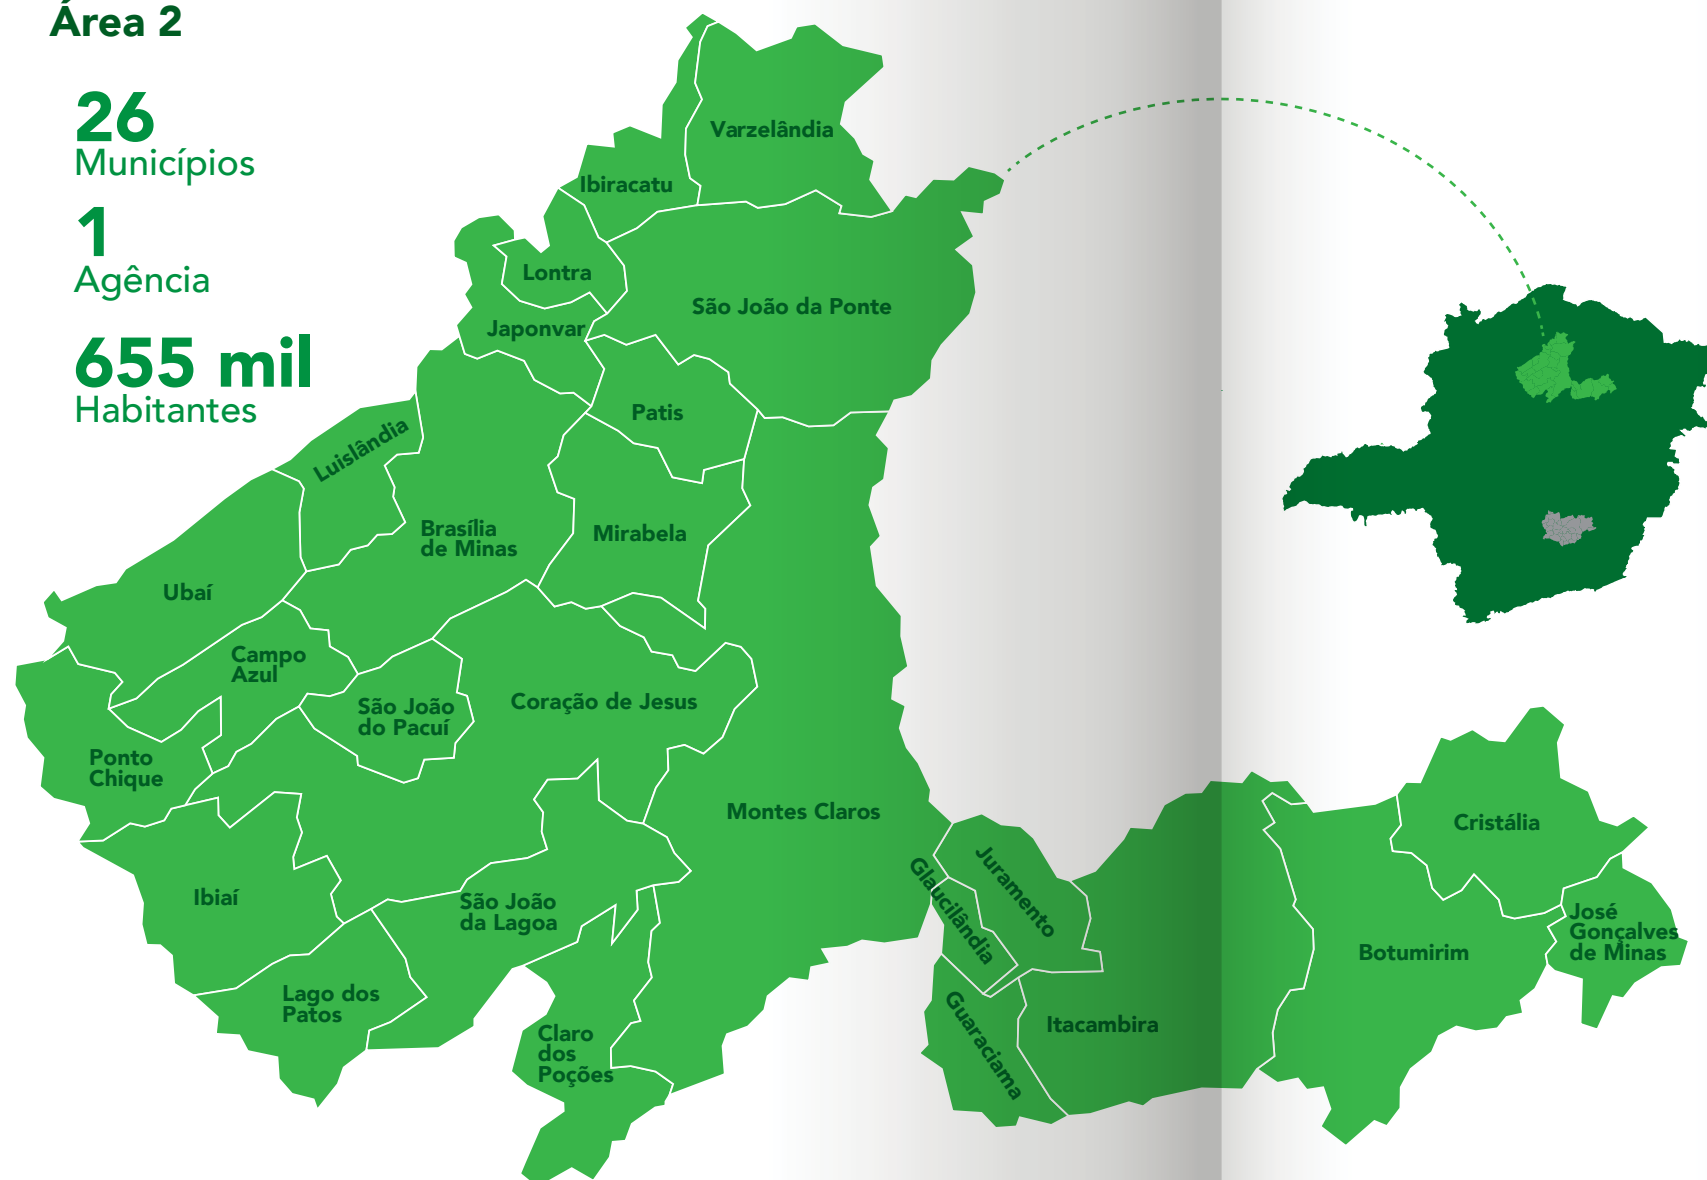 Área 2
26
Municípios
1
Agência
655 mil
Habitantes
Varzelândia
Ibiracatu
Lontra
São João da Ponte
Japonvar
Patis
Luislândia
Brasília
de Minas
Mirabela
Ubaí
Campo
Azul
São João
do Pacuí
Coração de Jesus
Ponto
Chique
Montes Claros
Cristália
Juramento
Glaucilândia
Ibiaí
São João
da Lagoa
José
Gonçalves
de Minas
Botumirim
Lago dos
Patos
Guaraciama
Itacambira
Claro
dos
Poções